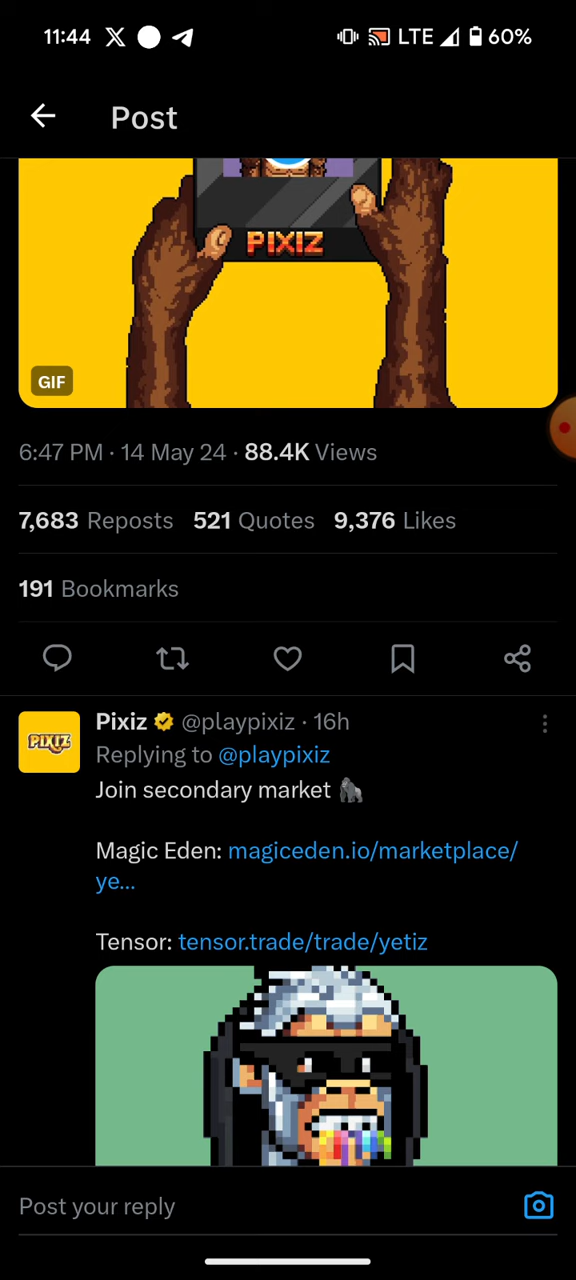 11:44 LTE 60%
Post
PIXIZ
GIF
6:47 PM · 14 May 24 · 88.4K Views
7,683 Reposts 521 Quotes 9,376 Likes
191 Bookmarks
Pixiz @playpixiz · 16h
PIXIZ
Replying to @playpixiz
Join secondary market 🦍
Magic Eden: magiceden.io/marketplace/
ye...
Tensor: tensor.trade/trade/yetiz
Post your reply